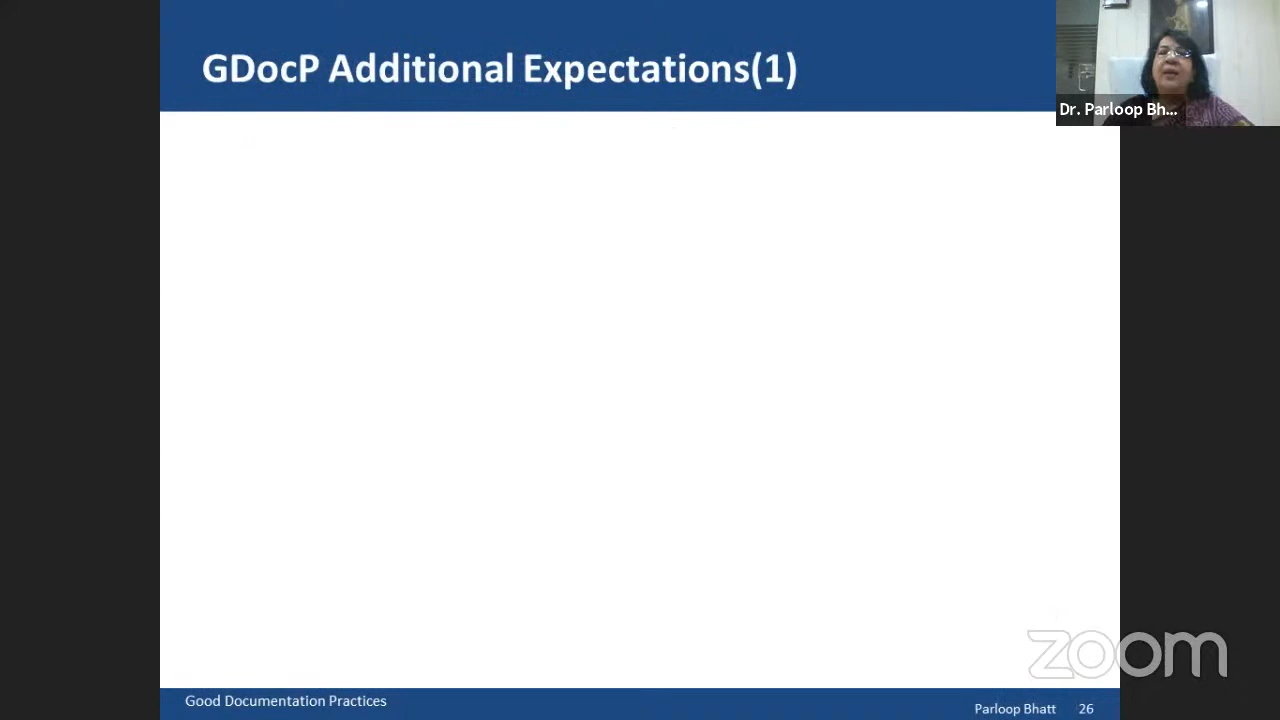 GDocP Additional Expectations(1)
Dr. Parloop Bh...
zoom
Good Documentation Practices
Parloop Bhatt 26